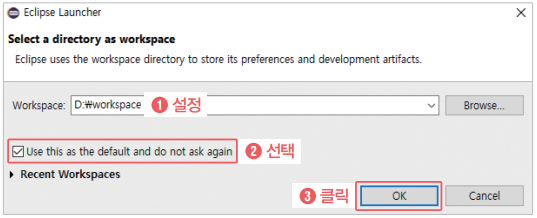 Eclipse Launcher
Select a directory as workspace
Eclipse uses the workspace directory to store its preferences and development artifacts.
Workspace: D:₩workspace ❶ 설정 Browse...
Use this as the default and do not ask again ❷ 선택
Recent Workspaces
❸ 클릭 OK Cancel